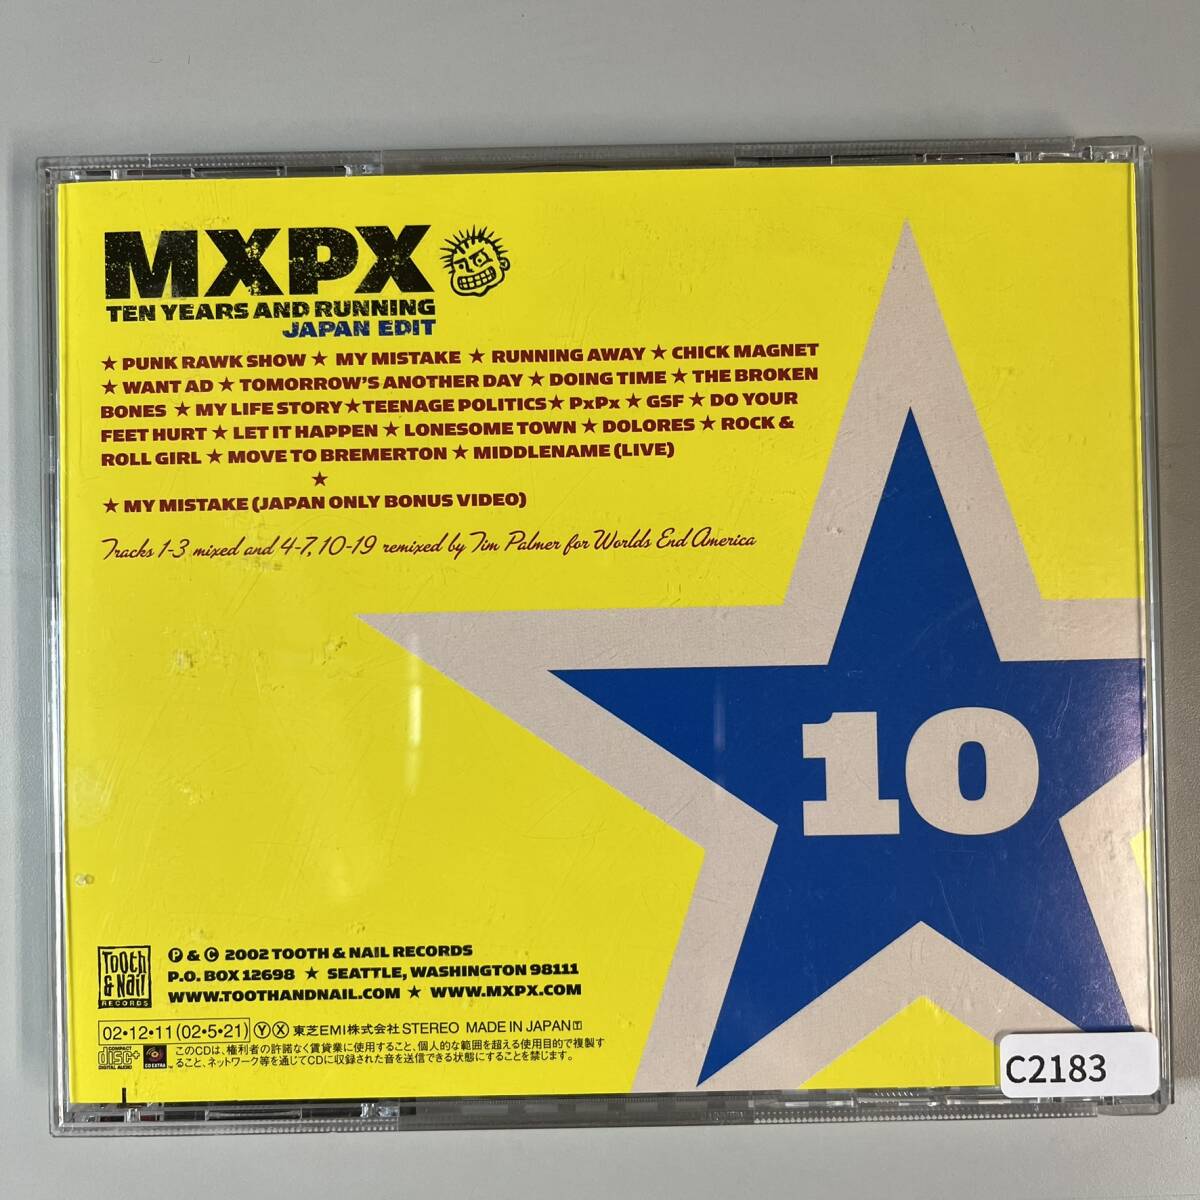 MXPX
TEN YEARS AND RUNNING
JAPAN EDIT
★ PUNK RAWK SHOW ★ MY MISTAKE ★ RUNNING AWAY ★ CHICK MAGNET
★ WANT AD ★ TOMORROW'S ANOTHER DAY ★ DOING TIME ★ THE BROKEN
BONES ★ MY LIFE STORY ★ TEENAGE POLITICS ★ PxPx ★ GSF ★ DO YOUR
FEET HURT ★ LET IT HAPPEN ★ LONESOME TOWN ★ DOLORES ★ ROCK &
ROLL GIRL ★ MOVE TO BREMERTON ★ MIDDLENAME (LIVE)
★
★ MY MISTAKE (JAPAN ONLY BONUS VIDEO)
Tracks 1-3 mixed and 4-7, 10-19 remixed by Tim Palmer for Worlds End America
10
Tooth
& Nail
RECORDS
Ⓟ & © 2002 TOOTH & NAIL RECORDS
P.O. BOX 12698 ★ SEATTLE, WASHINGTON 98111
WWW.TOOTHANDNAIL.COM ★ WWW.MXPX.COM
02•12•11 (02•5•21) Ⓨ Ⓧ 東芝EMI株式会社 STEREO MADE IN JAPAN Ⓣ
COMPACT
disc+
DIGITAL AUDIO
CD EXTRA
このCDは、権利者の許諾なく賃貸業に使用すること、個人的な範囲を超える使用目的で複製す
ること、ネットワーク等を通じてCDに収録された音を送信できる状態にすることを禁じます。
C2183